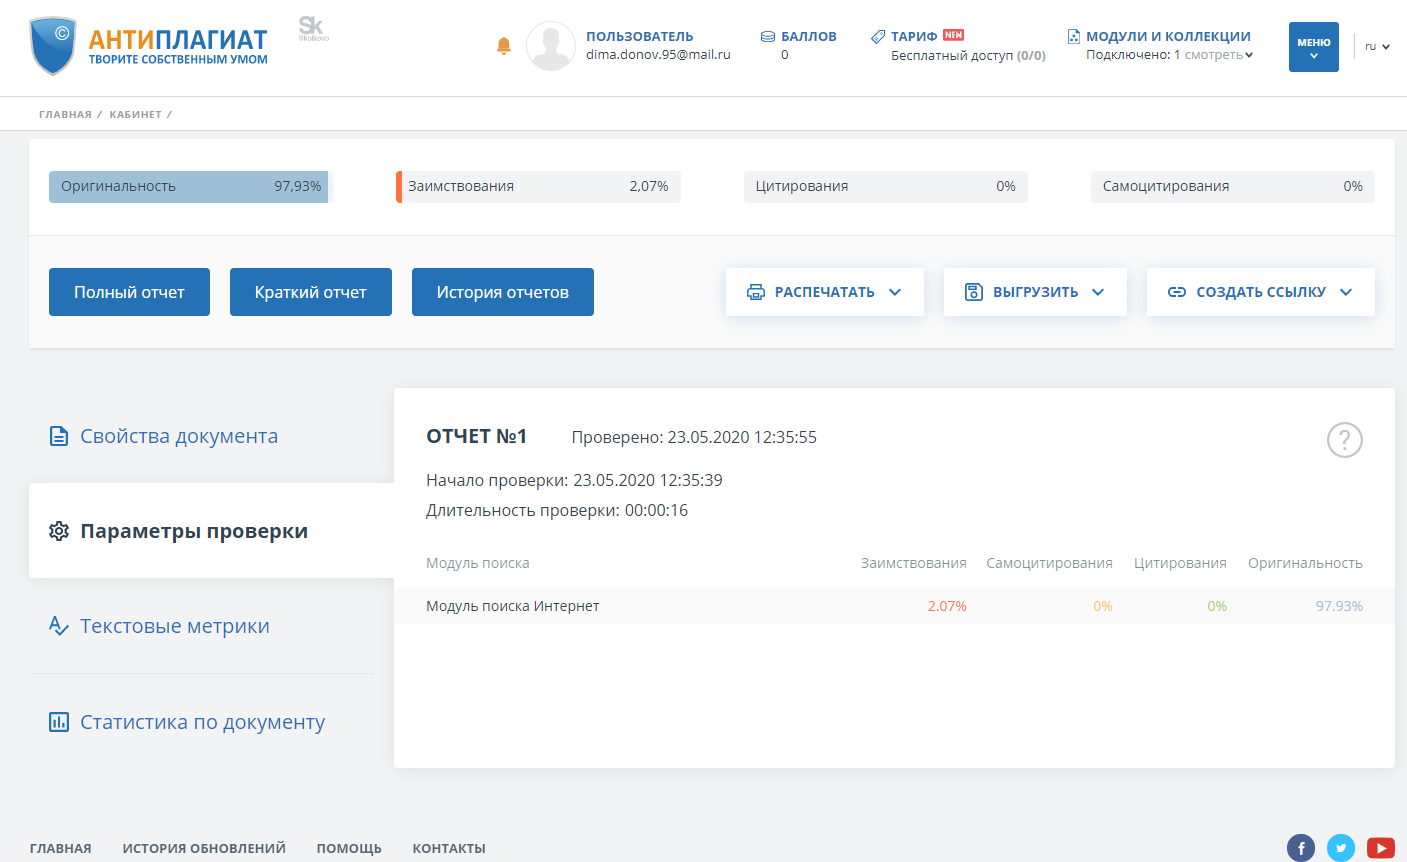 ©
АНТИПЛАГИАТ
ТВОРИТЕ СОБСТВЕННЫМ УМОМ
Sk
Skolkovo
ПОЛЬЗОВАТЕЛЬ
dima.donov.95@mail.ru
БАЛЛОВ
0
ТАРИФ NEW
Бесплатный доступ (0/0)
МОДУЛИ И КОЛЛЕКЦИИ
Подключено: 1 смотреть
МЕНЮ
ru
ГЛАВНАЯ / КАБИНЕТ /
Оригинальность 97,93%
Заимствования 2,07%
Цитирования 0%
Самоцитирования 0%
Полный отчет
Краткий отчет
История отчетов
РАСПЕЧАТАТЬ
ВЫГРУЗИТЬ
СОЗДАТЬ ССЫЛКУ
Свойства документа
Параметры проверки
Текстовые метрики
Статистика по документу
ОТЧЕТ №1 Проверено: 23.05.2020 12:35:55
?
Начало проверки: 23.05.2020 12:35:39
Длительность проверки: 00:00:16
Модуль поиска Заимствования Самоцитирования Цитирования Оригинальность
Модуль поиска Интернет 2.07% 0% 0% 97.93%
ГЛАВНАЯ ИСТОРИЯ ОБНОВЛЕНИЙ ПОМОЩЬ КОНТАКТЫ